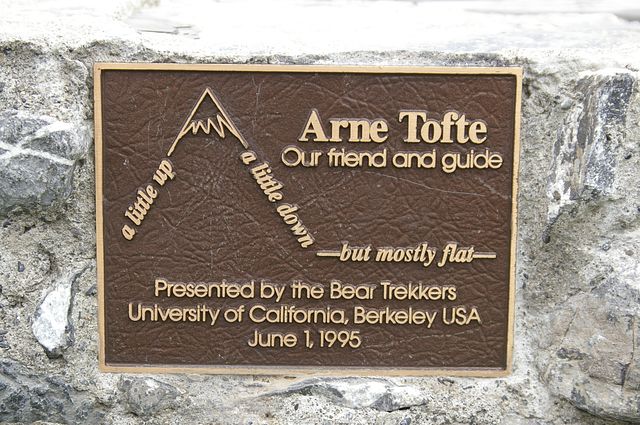 Arne Tofte
Our friend and guide
a little up
a little down
—but mostly flat—
Presented by the Bear Trekkers
University of California, Berkeley USA
June 1, 1995